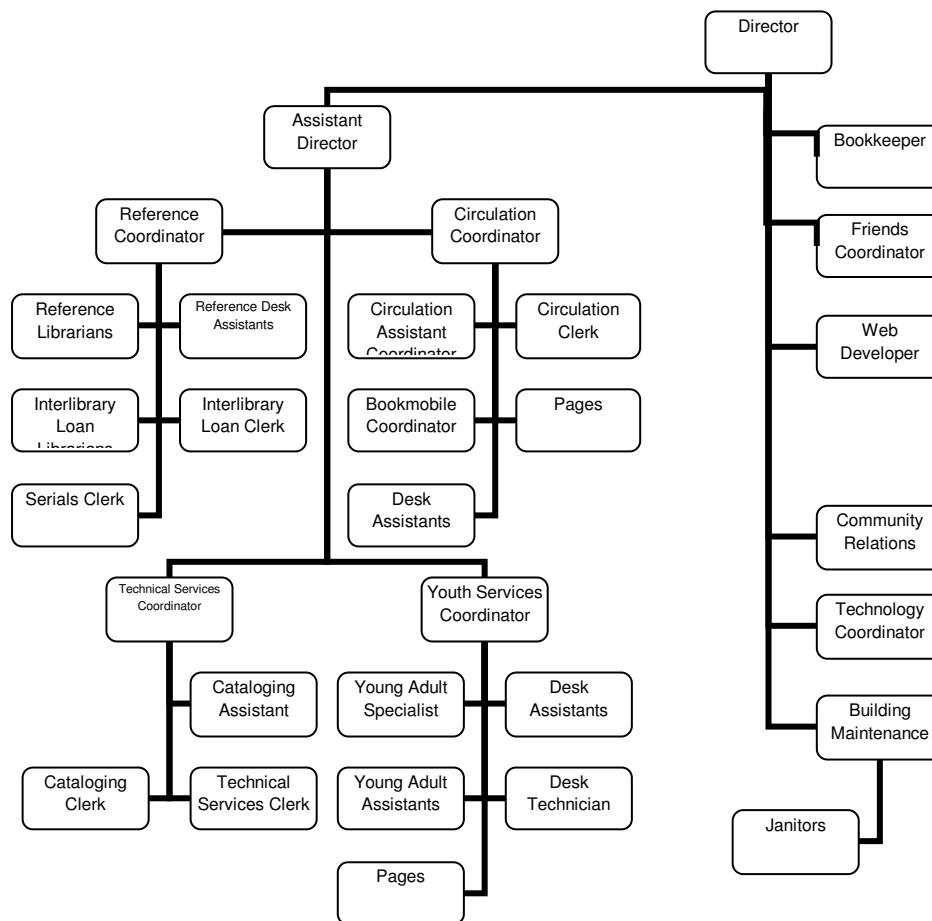 Director
Assistant
Director
Bookkeeper
Reference
Coordinator
Circulation
Coordinator
Friends
Coordinator
Reference
Librarians
Reference Desk
Assistants
Circulation
Assistant
Coordinator
Circulation
Clerk
Web
Developer
Interlibrary
Loan
Librarians
Interlibrary
Loan Clerk
Bookmobile
Coordinator
Pages
Serials Clerk
Desk
Assistants
Community
Relations
Technical Services
Coordinator
Youth Services
Coordinator
Technology
Coordinator
Cataloging
Assistant
Young Adult
Specialist
Desk
Assistants
Building
Maintenance
Cataloging
Clerk
Technical
Services Clerk
Young Adult
Assistants
Desk
Technician
Janitors
Pages